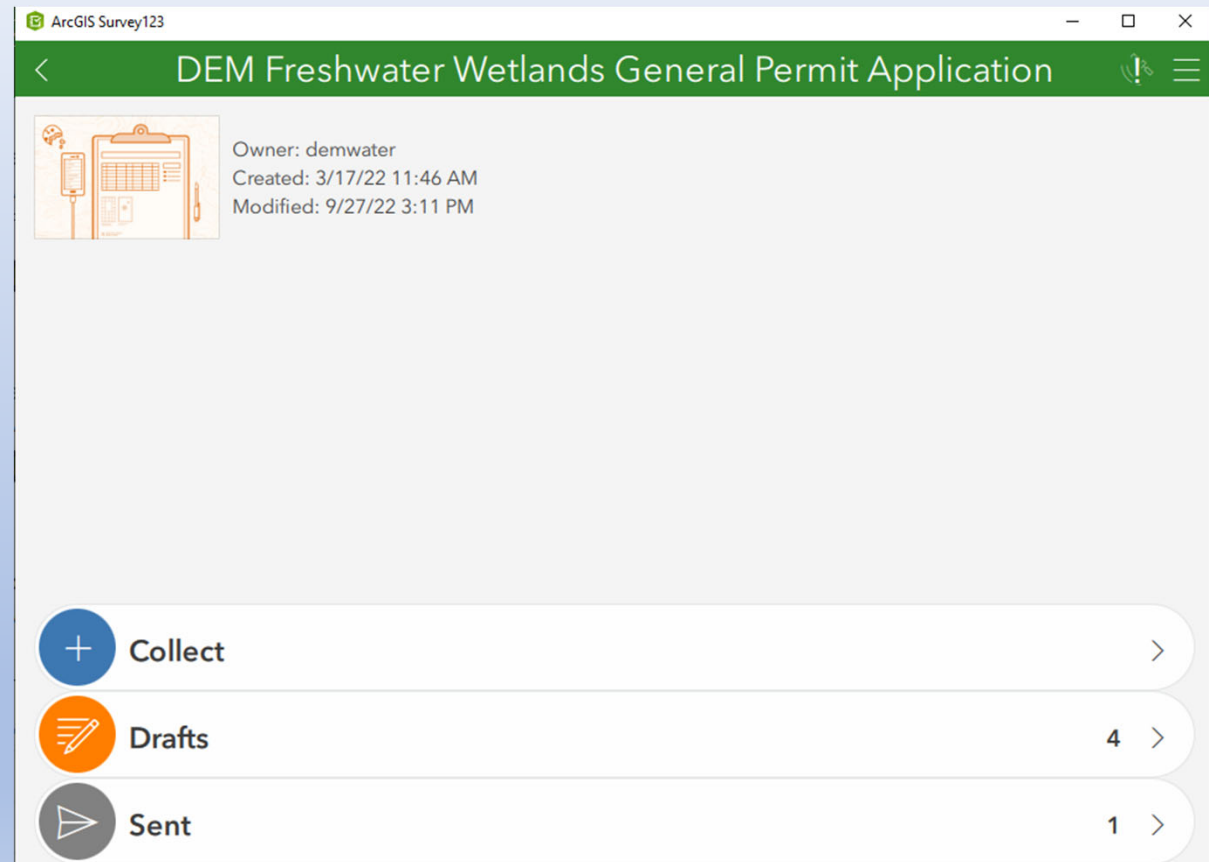 ArcGIS Survey123
DEM Freshwater Wetlands General Permit Application
Owner: demwater
Created: 3/17/22 11:46 AM
Modified: 9/27/22 3:11 PM
Collect
Drafts 4
Sent 1